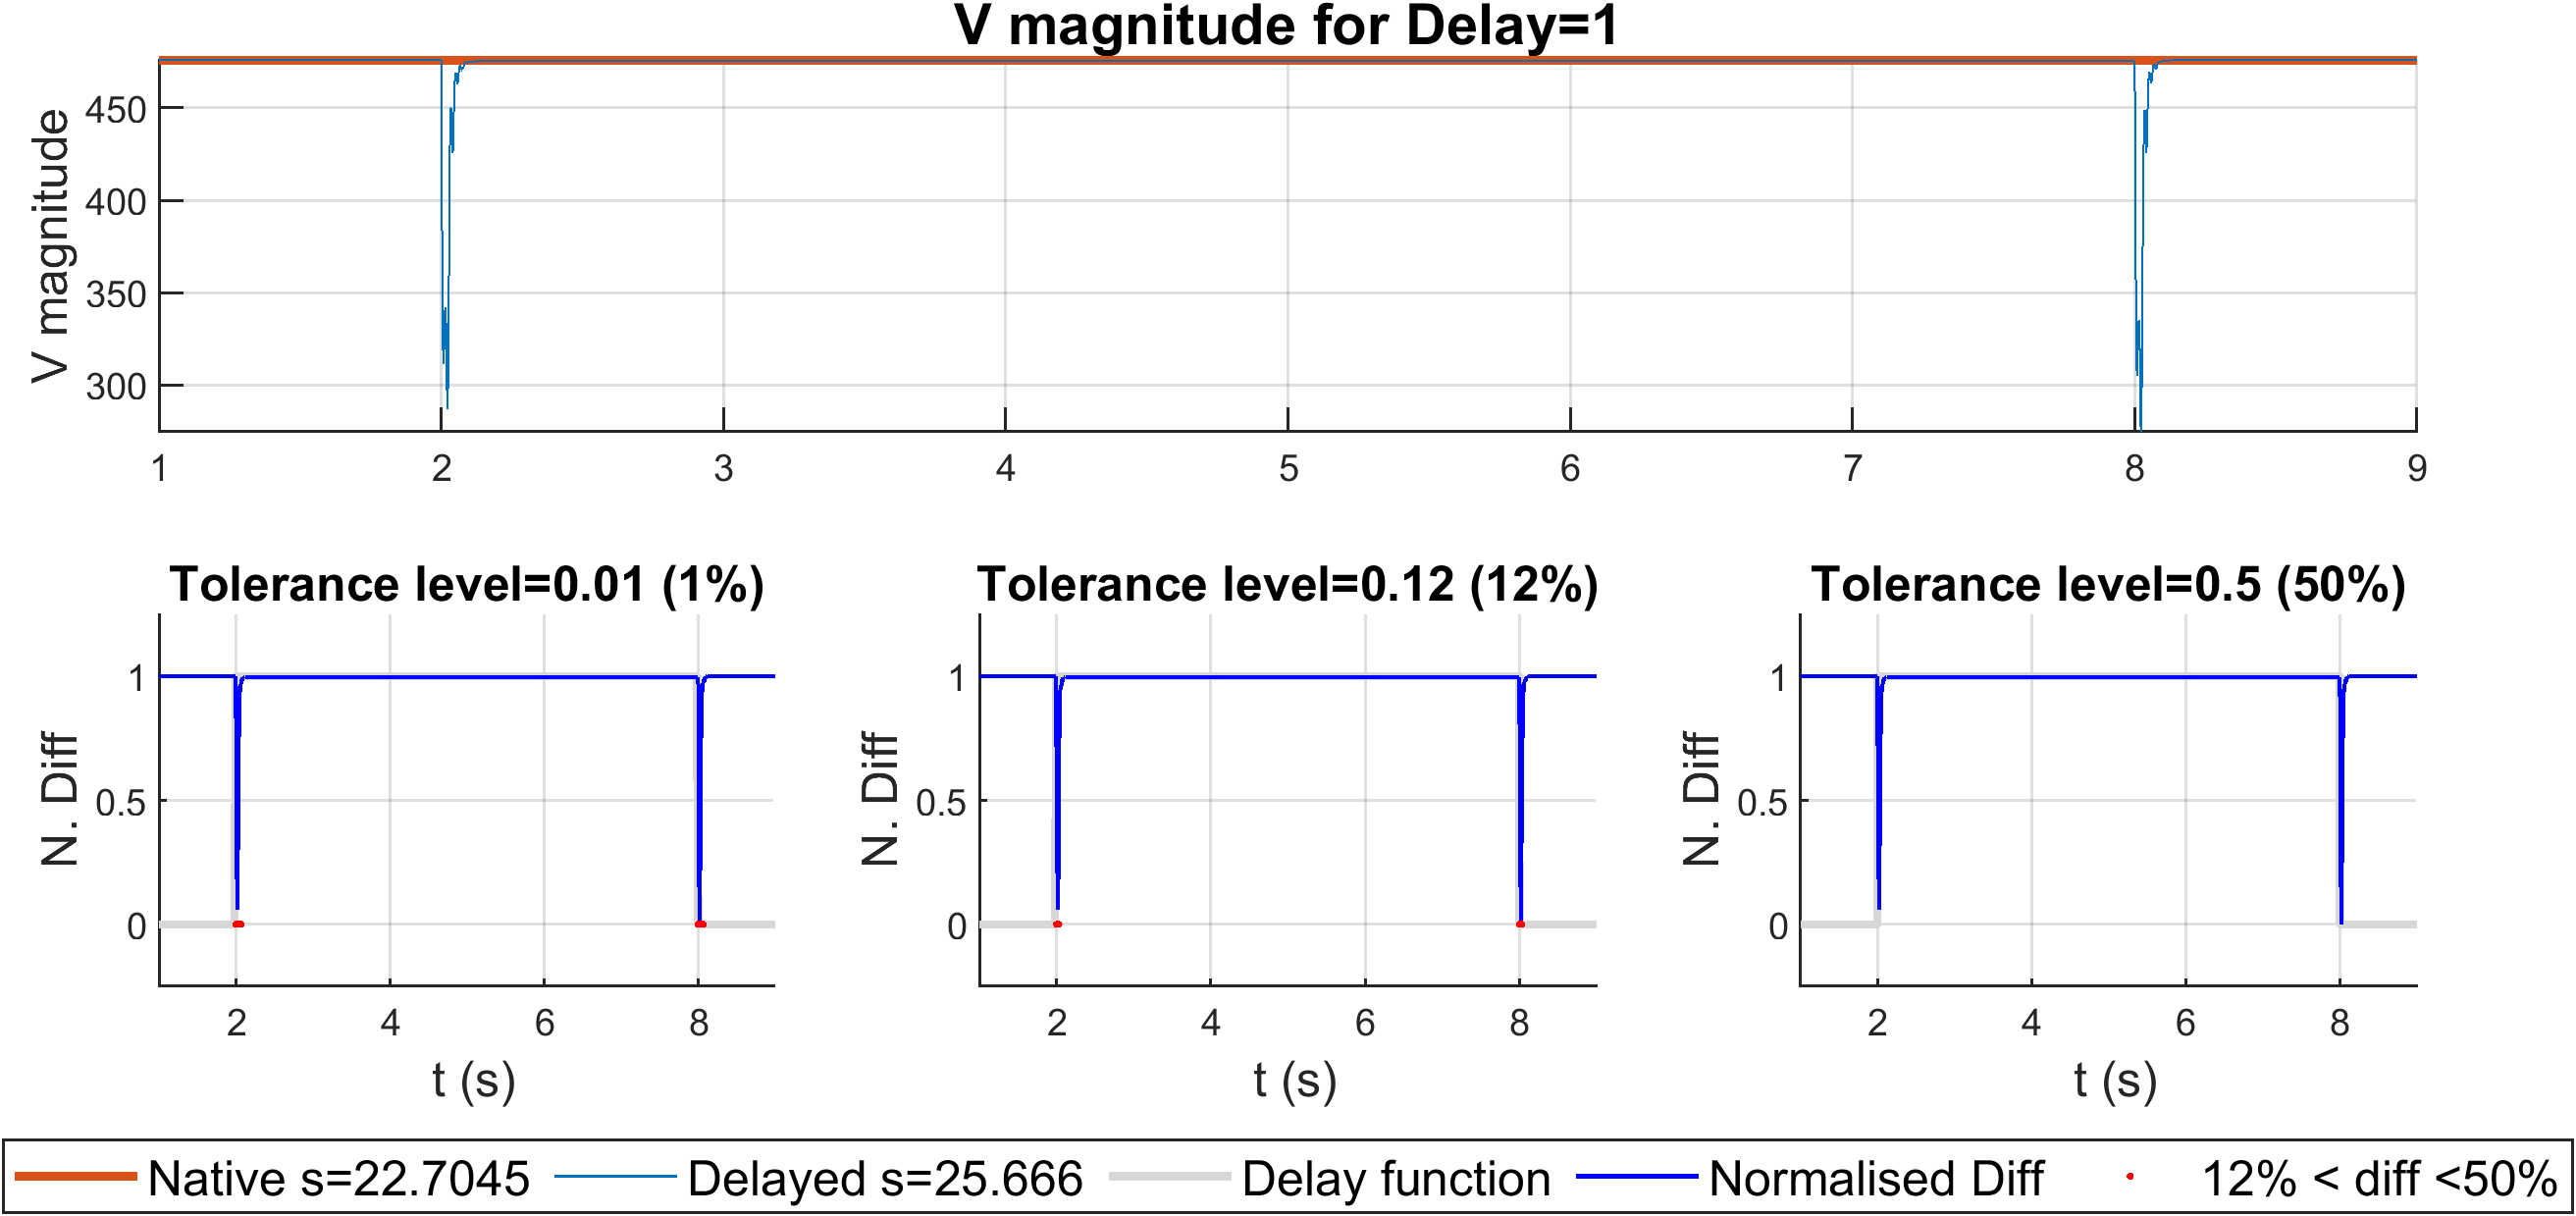 V magnitude for Delay=1
V magnitude
450
400
350
300
1 2 3 4 5 6 7 8 9
Tolerance level=0.01 (1%)
N. Diff
1
0.5
0
2 4 6 8
t (s)
Tolerance level=0.12 (12%)
N. Diff
1
0.5
0
2 4 6 8
t (s)
Tolerance level=0.5 (50%)
N. Diff
1
0.5
0
2 4 6 8
t (s)
Native s=22.7045 Delayed s=25.666 Delay function Normalised Diff 12% < diff <50%